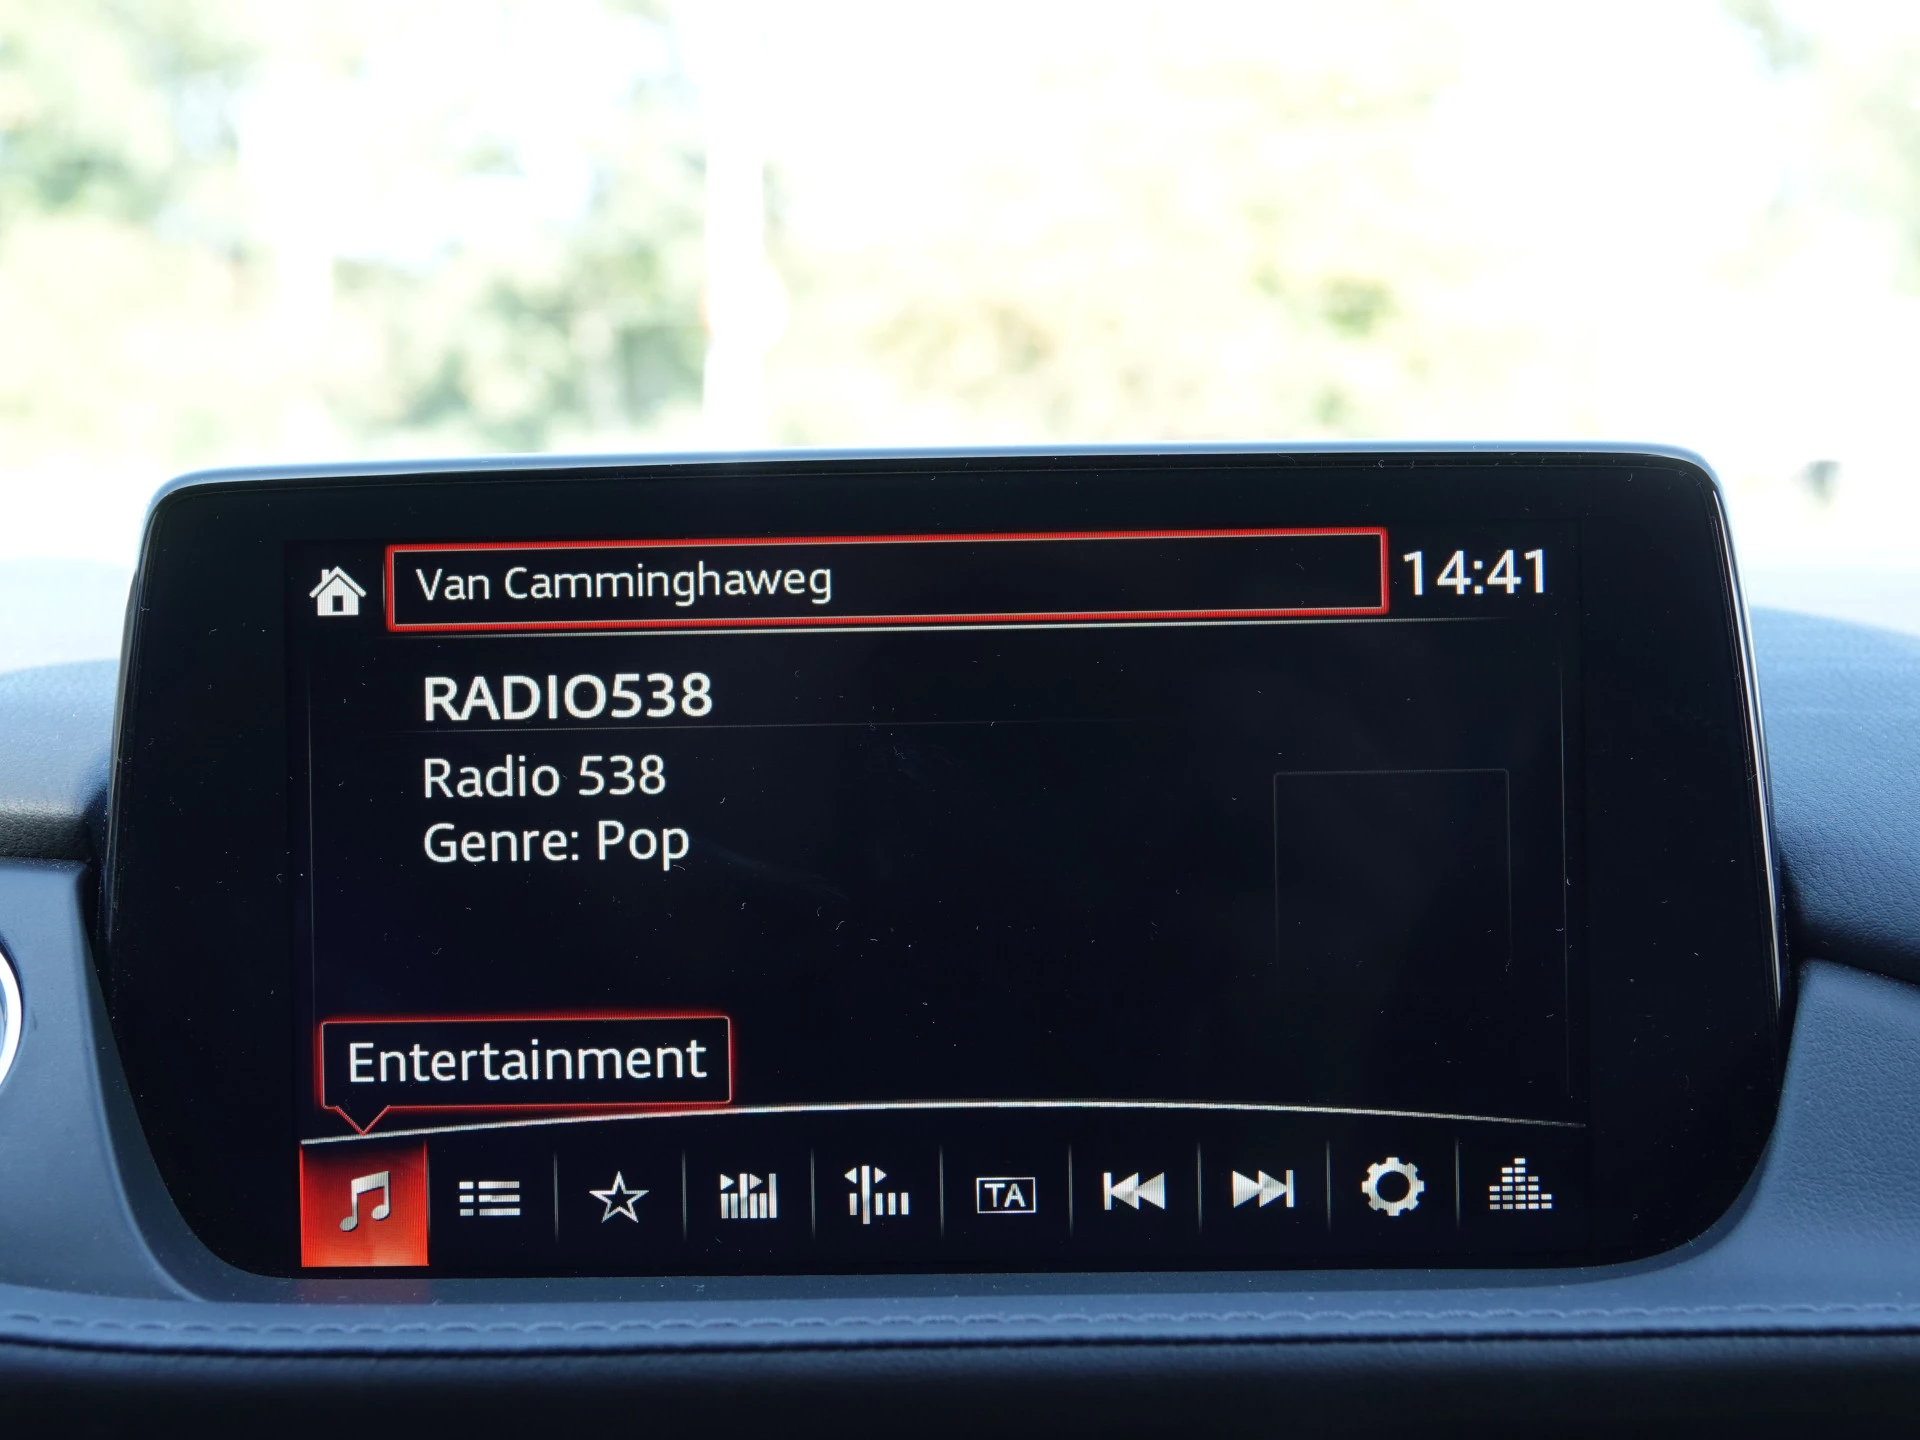 Van Camminghaweg
14:41
RADIO538
Radio 538
Genre: Pop
Entertainment
TA